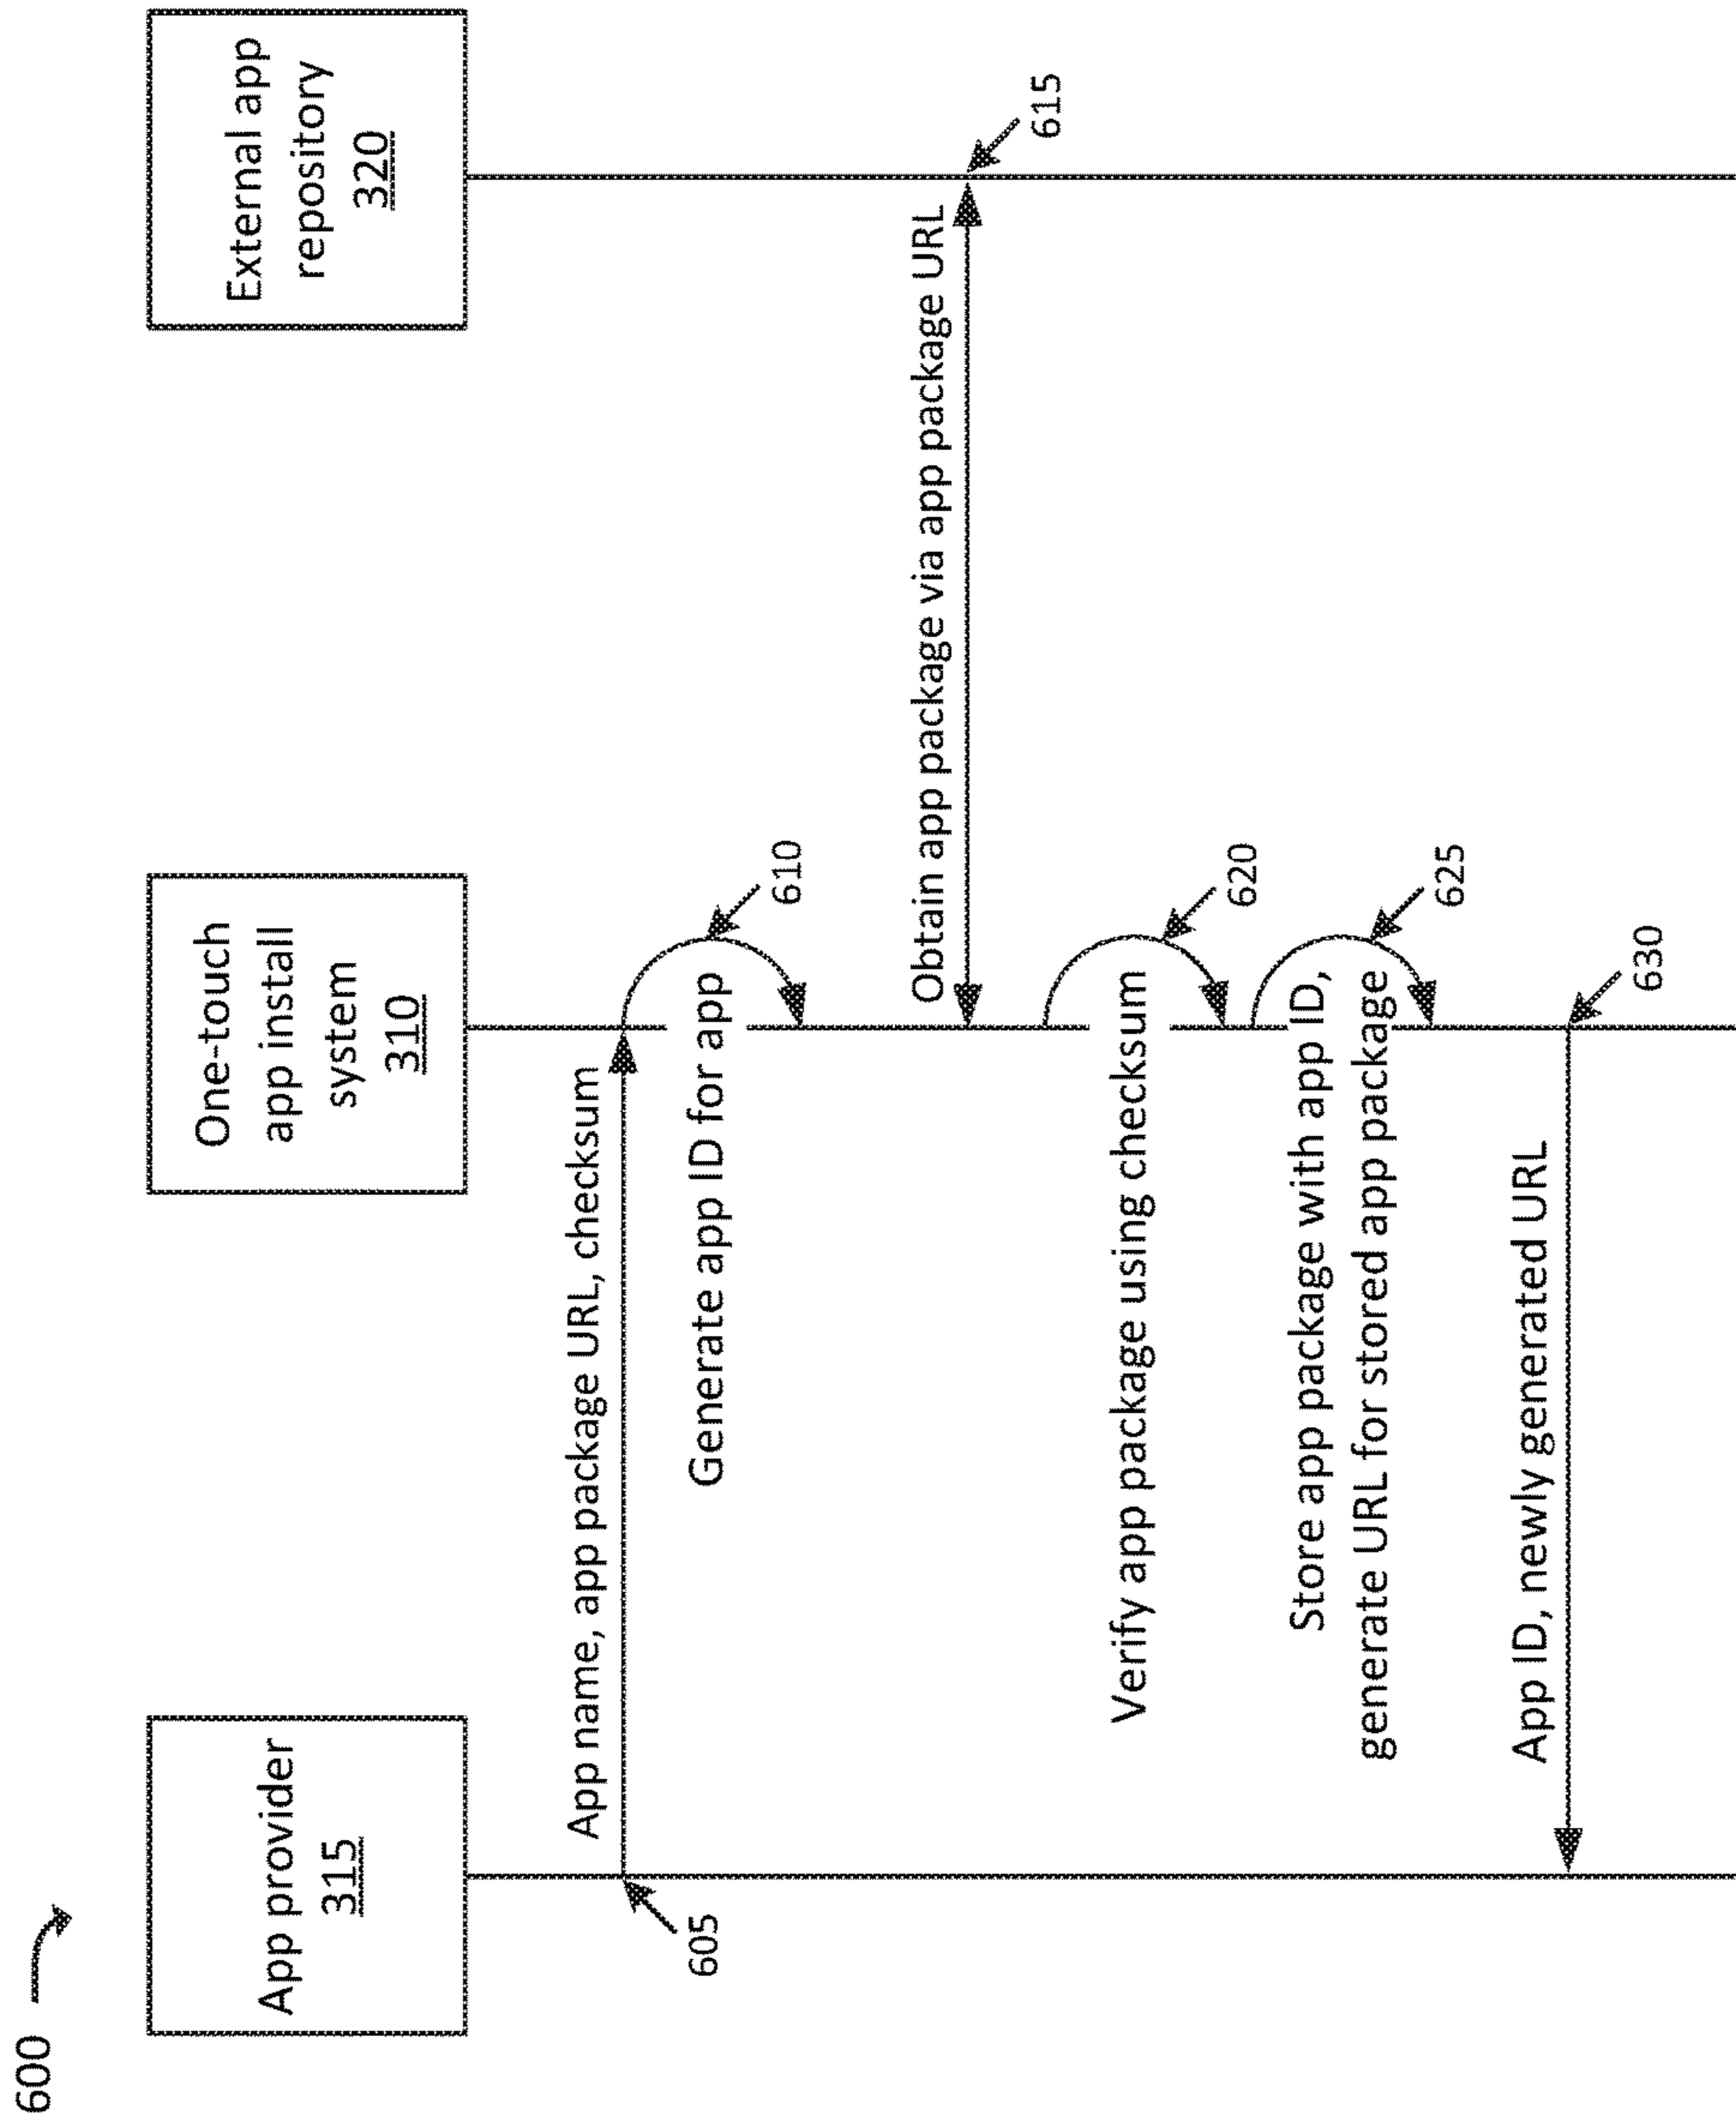 600
App provider
315
One-touch
app install
system
310
External app
repository
320
App name, app package URL, checksum
605
Generate app ID for app
610
Obtain app package via app package URL
615
Verify app package using checksum
620
Store app package with app ID,
generate URL for stored app package
625
App ID, newly generated URL
630